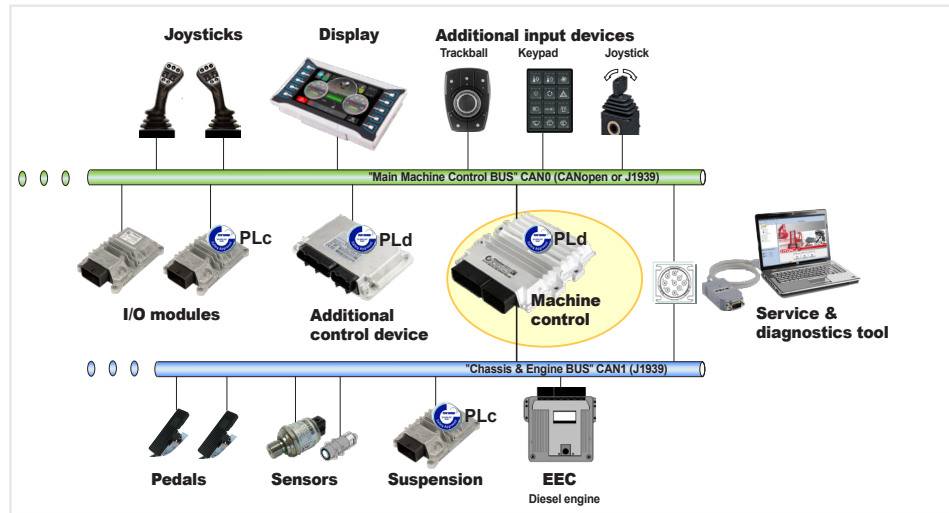 Joysticks
Display
Additional input devices
Trackball
Keypad
Joystick
"Main Machine Control BUS" CAN0 (CANopen or J1939)
PLc
PLd
PLd
I/O modules
Additional
control device
Machine
control
Service &
diagnostics tool
"Chassis & Engine BUS" CAN1 (J1939)
PLc
Pedals
Sensors
Suspension
EEC
Diesel engine